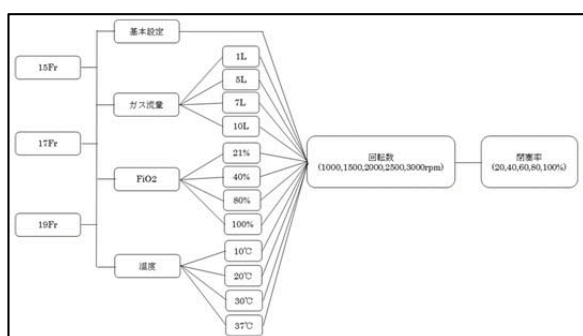 基本設定
15Fr
ガス流量
1L
5L
7L
10L
17Fr
FiO2
21%
40%
80%
100%
19Fr
温度
10℃
20℃
30℃
37℃
回転数
(1000,1500,2000,2500,3000rpm)
閉塞率
(20,40,60,80,100%)